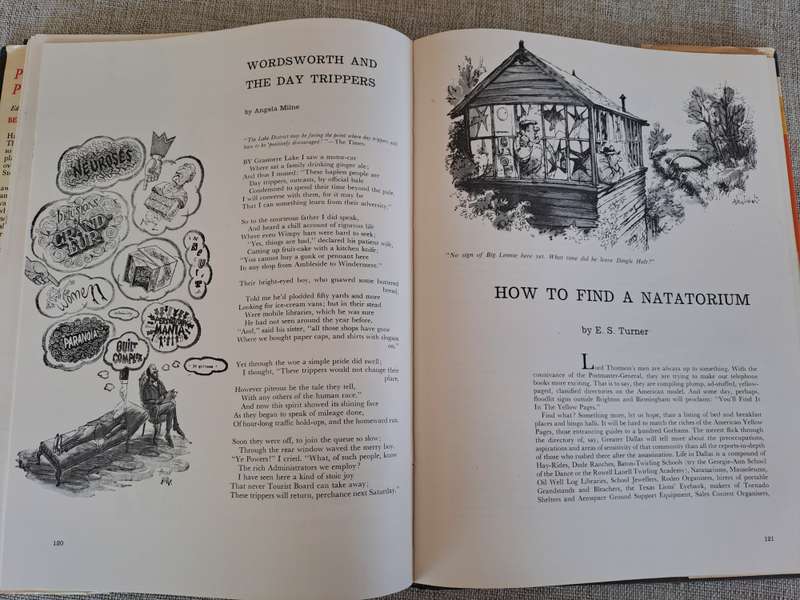 WORDSWORTH AND
THE DAY TRIPPERS
by Angela Milne
"The Lake District may be facing the point where day trippers will
have to be 'positively discouraged.'"—The Times.
BY Grasmere Lake I saw a motor-car
Where sat a family drinking ginger ale;
And thus I mused: "These hapless people are
Day trippers, outcasts, by official bale
Condemned to spend their time beyond the pale.
I will converse with them, for it may be
That I can something learn from their adversity."
So to the courteous father I did speak,
And heard a chill account of rigorous life
Where even Wimpy bars were hard to seek;
"Yes, things are bad," declared his patient wife,
Cutting up fruit-cake with a kitchen knife;
"You cannot buy a gonk or pennant here
In any shop from Ambleside to Windermere."
Their bright-eyed boy, who gnawed some buttered
bread,
Told me he'd plodded fifty yards and more
Looking for ice-cream vans; but in their stead
Were mobile libraries, which he was sure
He had not seen around the year before.
"And," said his sister, "all those shops have gone
Where we bought paper caps, and shirts with slogans
on."
Yet through the woe a simple pride did swell;
I thought, "These trippers would not change their
place,
However piteous be the tale they tell,
With any others of the human race."
And now this spirit showed its shining face
As they began to speak of mileage done,
Of hour-long traffic hold-ups, and the homeward run.
Soon they were off, to join the queue so slow;
Through the rear window waved the merry boy.
"Ye Powers!" I cried. "What, of such people, know
The rich Administrators we employ?
I have seen here a kind of stoic joy
That never Tourist Board can take away;
These trippers will return, perchance next Saturday."
NEUROSES
GRAND-
WOMEN
PARANOIA
GUILT
COMPLEX
PERSECUTION
MANIA
120
"No sign of Big Lennie here yet. What time did he leave Dingle Halt?"
HOW TO FIND A NATATORIUM
by E. S. Turner
Lord Thomson's men are always up to something. With the
connivance of the Postmaster-General, they are trying to make our telephone
books more exciting. That is to say, they are compiling plump, ad-stuffed, yellow-
paged, classified directories on the American model. And some day, perhaps,
floodlit signs outside Brighton and Birmingham will proclaim: "You'll Find It
In The Yellow Pages."
Find what? Something more, let us hope, than a listing of bed and breakfast
places and bingo halls. It will be hard to match the riches of the American Yellow
Pages, those entrancing guides to a hundred Gothams. The merest flick through
the directory of, say, Greater Dallas will tell more about the preoccupations,
aspirations and areas of sensitivity of that community than all the reports-in-depth
of those who rushed there after the assassination. Life in Dallas is a compound of
Hay-Rides, Dude Ranches, Baton-Twirling Schools (try the Georgie-Ann School
of the Dance or the Russell Luzell Twirling Academy), Natatoriums, Mausoleums,
Oil Well Log Libraries, School Jewellers, Rodeo Organisers, hirers of portable
Grandstands and Bleachers, the Texas Lions' Eyebank, makers of Tornado
Shelters and Aerospace Ground Support Equipment, Sales Contest Organisers,
121